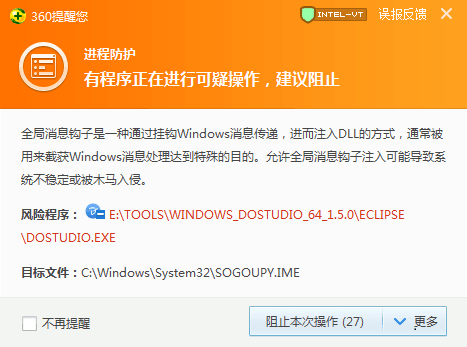 360提醒您 INTEL-VT 误报反馈
进程防护
有程序正在进行可疑操作，建议阻止
全局消息钩子是一种通过挂钩Windows消息传递，进而注入DLL的方式，通常被
用来截获Windows消息处理达到特殊的目的。允许全局消息钩子注入可能导致系
统不稳定或被木马入侵。
风险程序： E:\TOOLS\WINDOWS_DOSTUDIO_64_1.5.0\ECLIPSE
\DOSTUDIO.EXE
目标文件：C:\Windows\System32\SOGOUPY.IME
不再提醒 阻止本次操作 (27) 更多